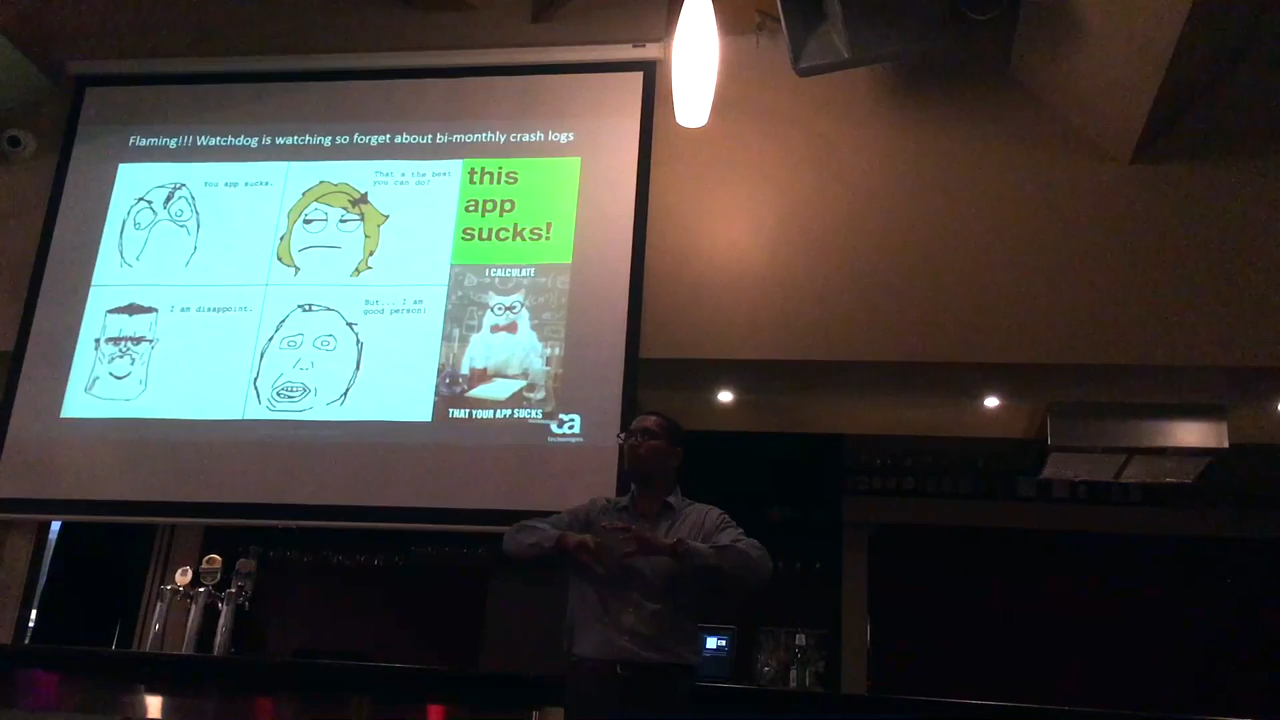 Flaming!!! Watchdog is watching so forget about bi-monthly crash logs
You app sucks.
That s the best
you can do?
I am disappoint.
But... I am
good person!
this
app
sucks!
I CALCULATE
THAT YOUR APP SUCKS
ca
technologies